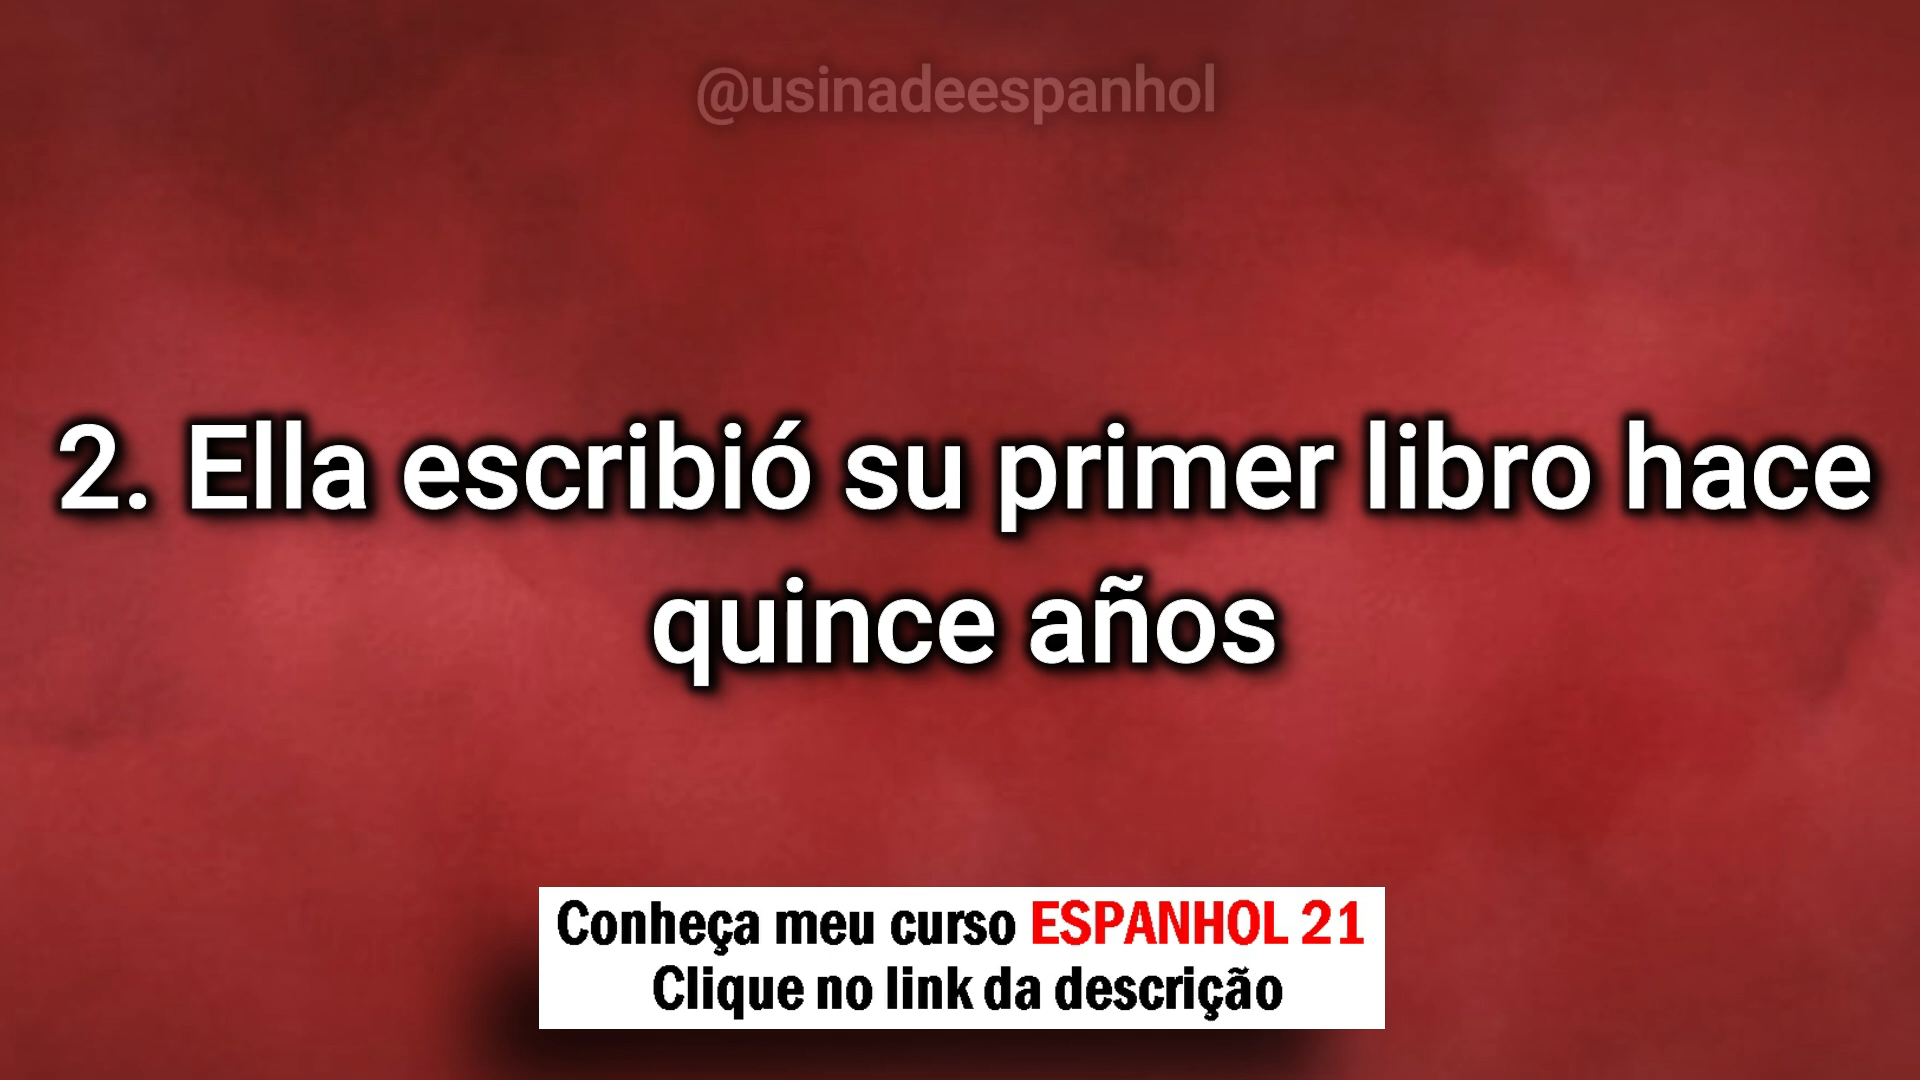 @usinadeespanhol
2. Ella escribió su primer libro hace
quince años
Conheça meu curso ESPANHOL 21
Clique no link da descrição